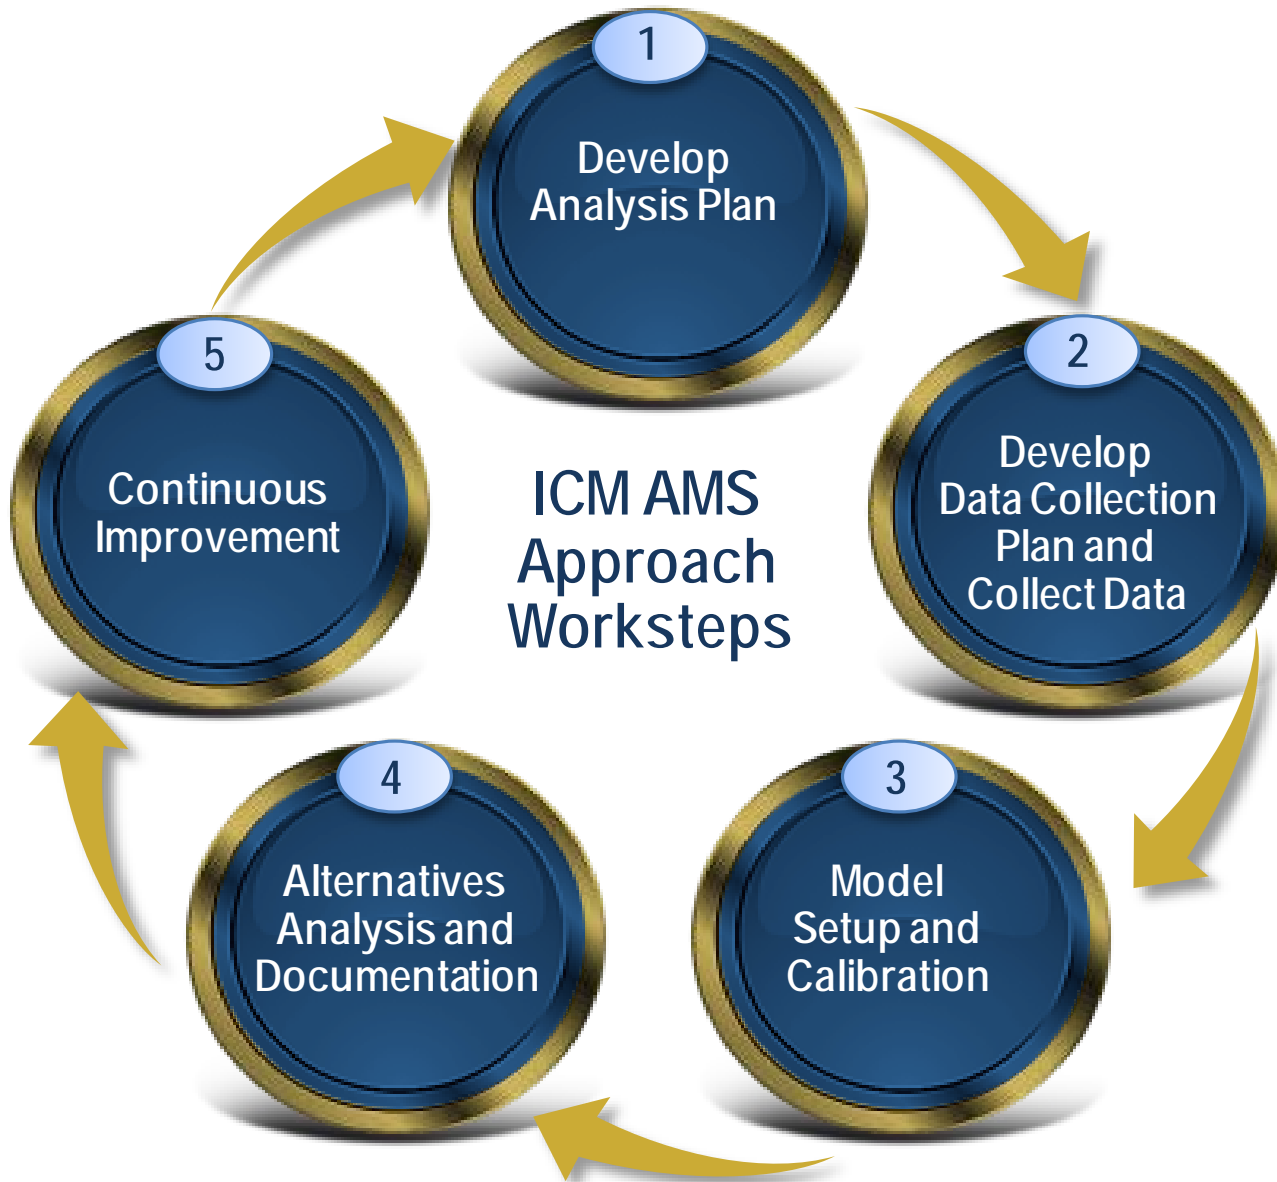 1
Develop
Analysis Plan
2
Develop
Data Collection
Plan and
Collect Data
3
Model
Setup and
Calibration
4
Alternatives
Analysis and
Documentation
5
Continuous
Improvement
ICM AMS
Approach
Worksteps